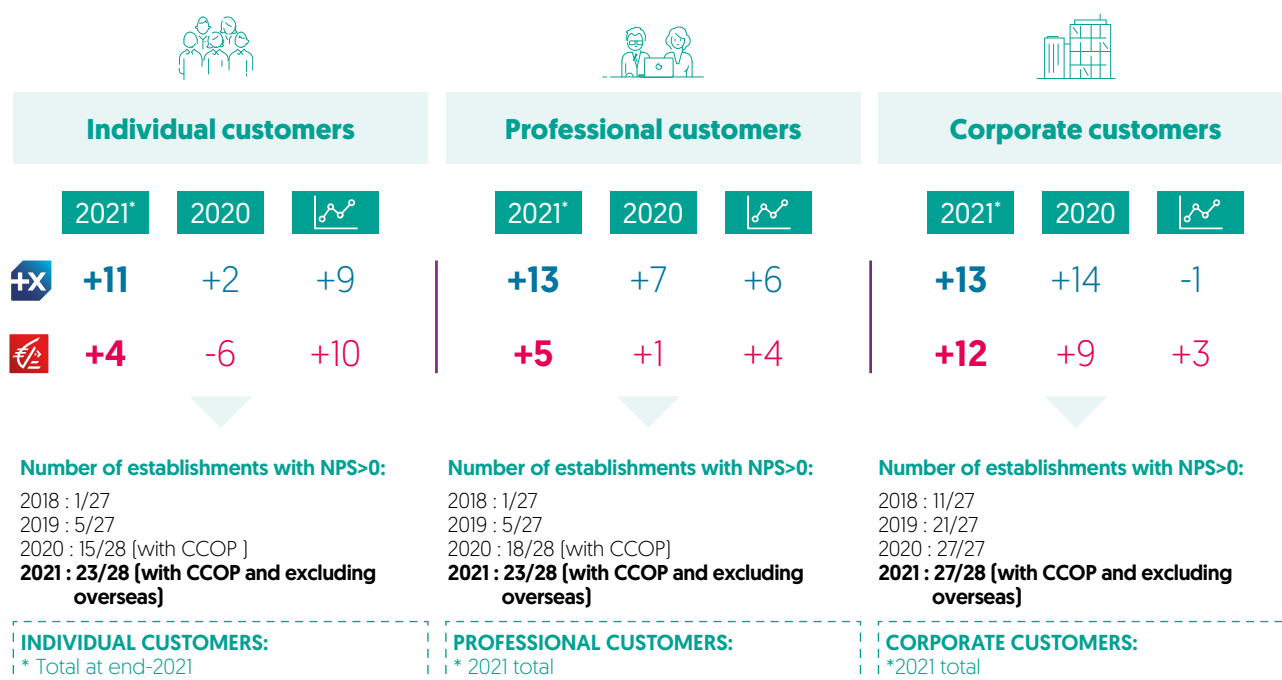 Individual customers
2021* 2020
+X +11 +2 +9
+4 -6 +10
Number of establishments with NPS>0:
2018 : 1/27
2019 : 5/27
2020 : 15/28 (with CCOP )
2021 : 23/28 (with CCOP and excluding
overseas)
INDIVIDUAL CUSTOMERS:
* Total at end-2021
Professional customers
2021* 2020
+13 +7 +6
+5 +1 +4
Number of establishments with NPS>0:
2018 : 1/27
2019 : 5/27
2020 : 18/28 (with CCOP)
2021 : 23/28 (with CCOP and excluding
overseas)
PROFESSIONAL CUSTOMERS:
* 2021 total
Corporate customers
2021* 2020
+13 +14 -1
+12 +9 +3
Number of establishments with NPS>0:
2018 : 11/27
2019 : 21/27
2020 : 27/27
2021 : 27/28 (with CCOP and excluding
overseas)
CORPORATE CUSTOMERS:
*2021 total